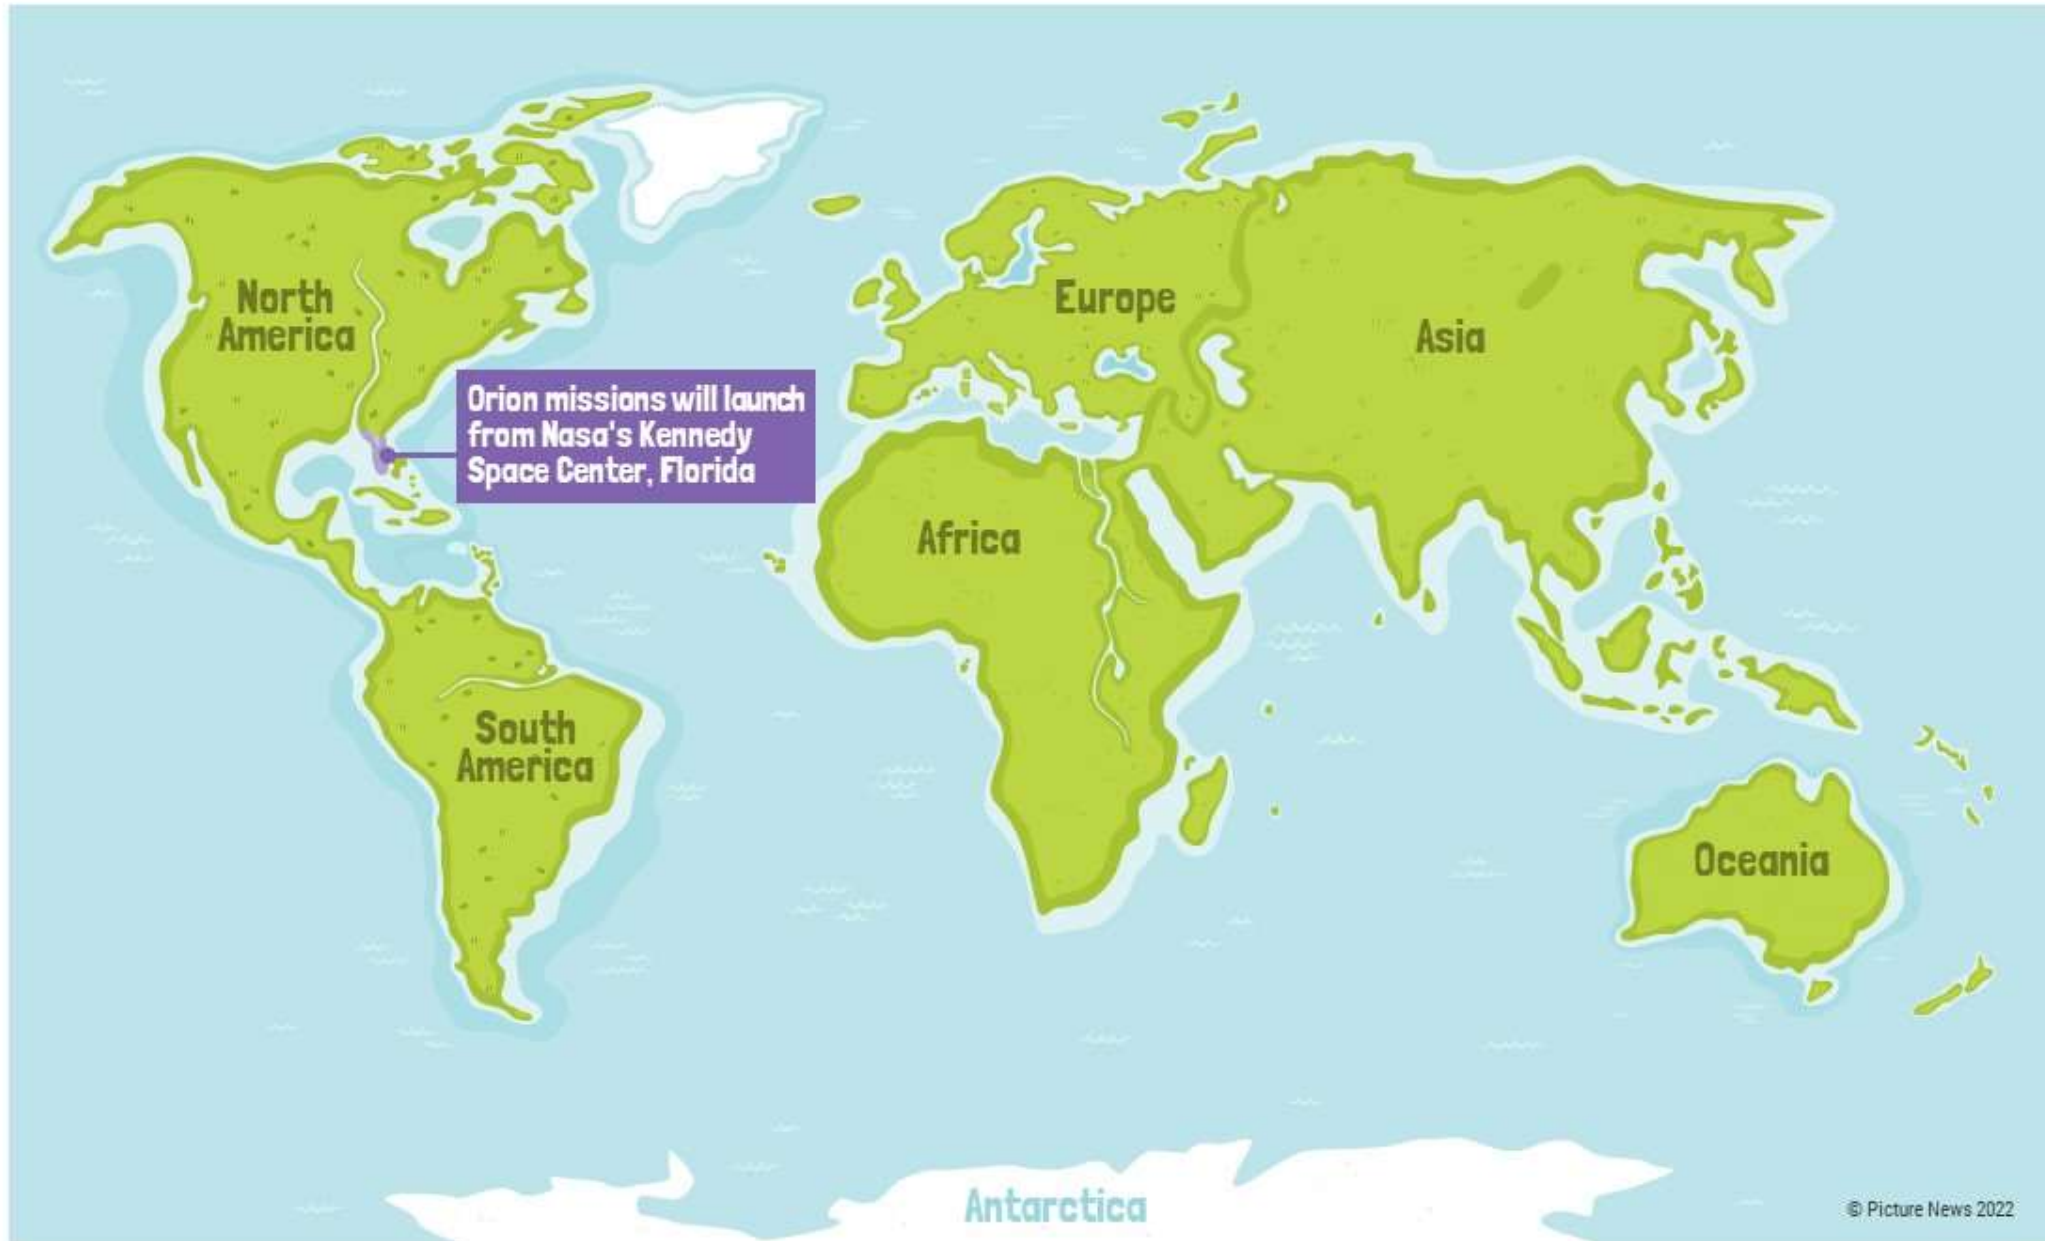 North
America
Europe
Asia
Orion missions will launch
from Nasa's Kennedy
Space Center, Florida
Africa
South
America
Oceania
Antarctica
© Picture News 2022